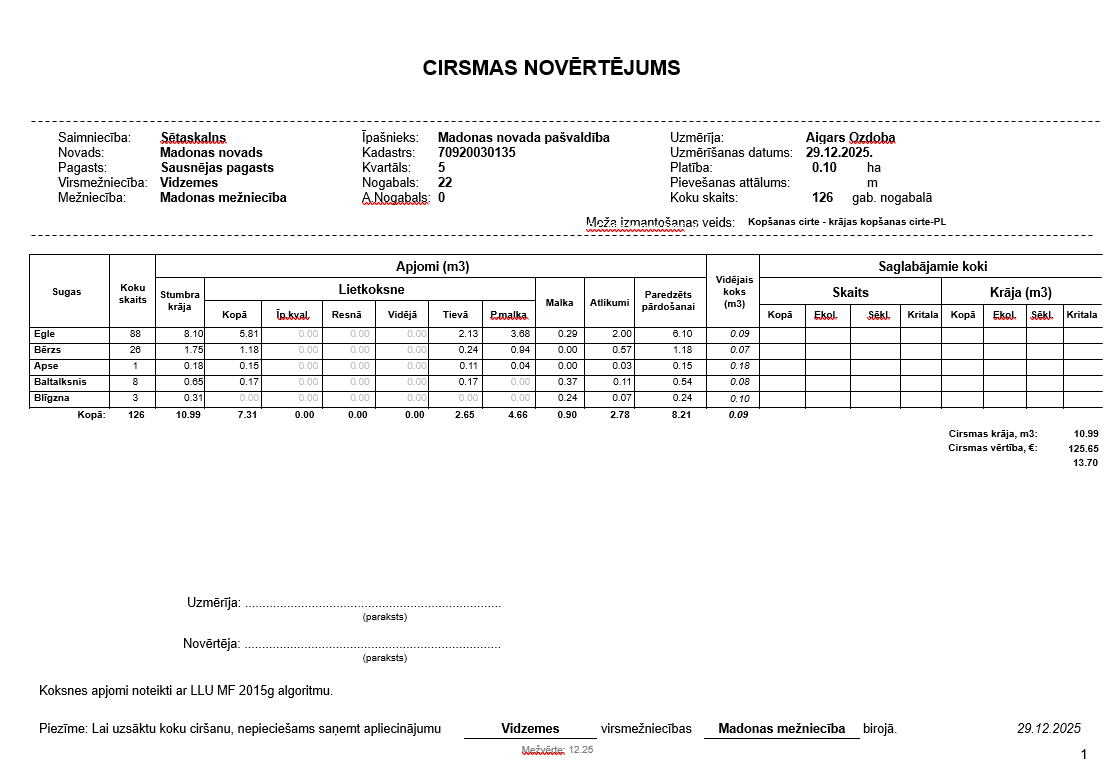 CIRSMAS NOVĒRTĒJUMS
Saimniecība: Sētaskalns Īpašnieks: Madonas novada pašvaldība Uzmērīja: Aigars Ozdoba
Novads: Madonas novads Kadastrs: 70920030135 Uzmērīšanas datums: 29.12.2025.
Pagasts: Sausnējas pagasts Kvartāls: 5 Platība: 0.10 ha
Virsmežniecība: Vidzemes Nogabals: 22 Pievešanas attālums: m
Mežniecība: Madonas mežniecība A.Nogabals: 0 Koku skaits: 126 gab. nogabalā
Meža izmantošanas veids: Kopšanas cirte - krājas kopšanas cirte-PL
Sugas Koku skaits Apjomi (m3) Vidējais koks (m3) Saglabājamie koki
Stumbra krāja Lietkoksne Malka Atlikumi Paredzēts pārdošanai Skaits Krāja (m3)
Kopā Īp.kval. Resnā Vidējā Tievā P.malka Kopā Ekol. Sēkl. Kritala Kopā Ekol. Sēkl. Kritala
Egle 88 8.10 5.81 0.00 0.00 0.00 2.13 3.68 0.29 2.00 6.10 0.09
Bērzs 26 1.75 1.18 0.00 0.00 0.00 0.24 0.94 0.00 0.57 1.18 0.07
Apse 1 0.18 0.15 0.00 0.00 0.00 0.11 0.04 0.00 0.03 0.15 0.18
Baltalksnis 8 0.65 0.17 0.00 0.00 0.00 0.17 0.00 0.37 0.11 0.54 0.08
Blīgzna 3 0.31 0.00 0.00 0.00 0.00 0.00 0.00 0.24 0.07 0.24 0.10
Kopā: 126 10.99 7.31 0.00 0.00 0.00 2.65 4.66 0.90 2.78 8.21 0.09
Cirsmas krāja, m3: 10.99
Cirsmas vērtība, €: 125.65
13.70
Uzmērīja: ..........................................................................
(paraksts)
Novērtēja: ..........................................................................
(paraksts)
Koksnes apjomi noteikti ar LLU MF 2015g algoritmu.
Piezīme: Lai uzsāktu koku ciršanu, nepieciešams saņemt apliecinājumu Vidzemes virsmežniecības Madonas mežniecība birojā. 29.12.2025
Mežvērte: 12.25
1